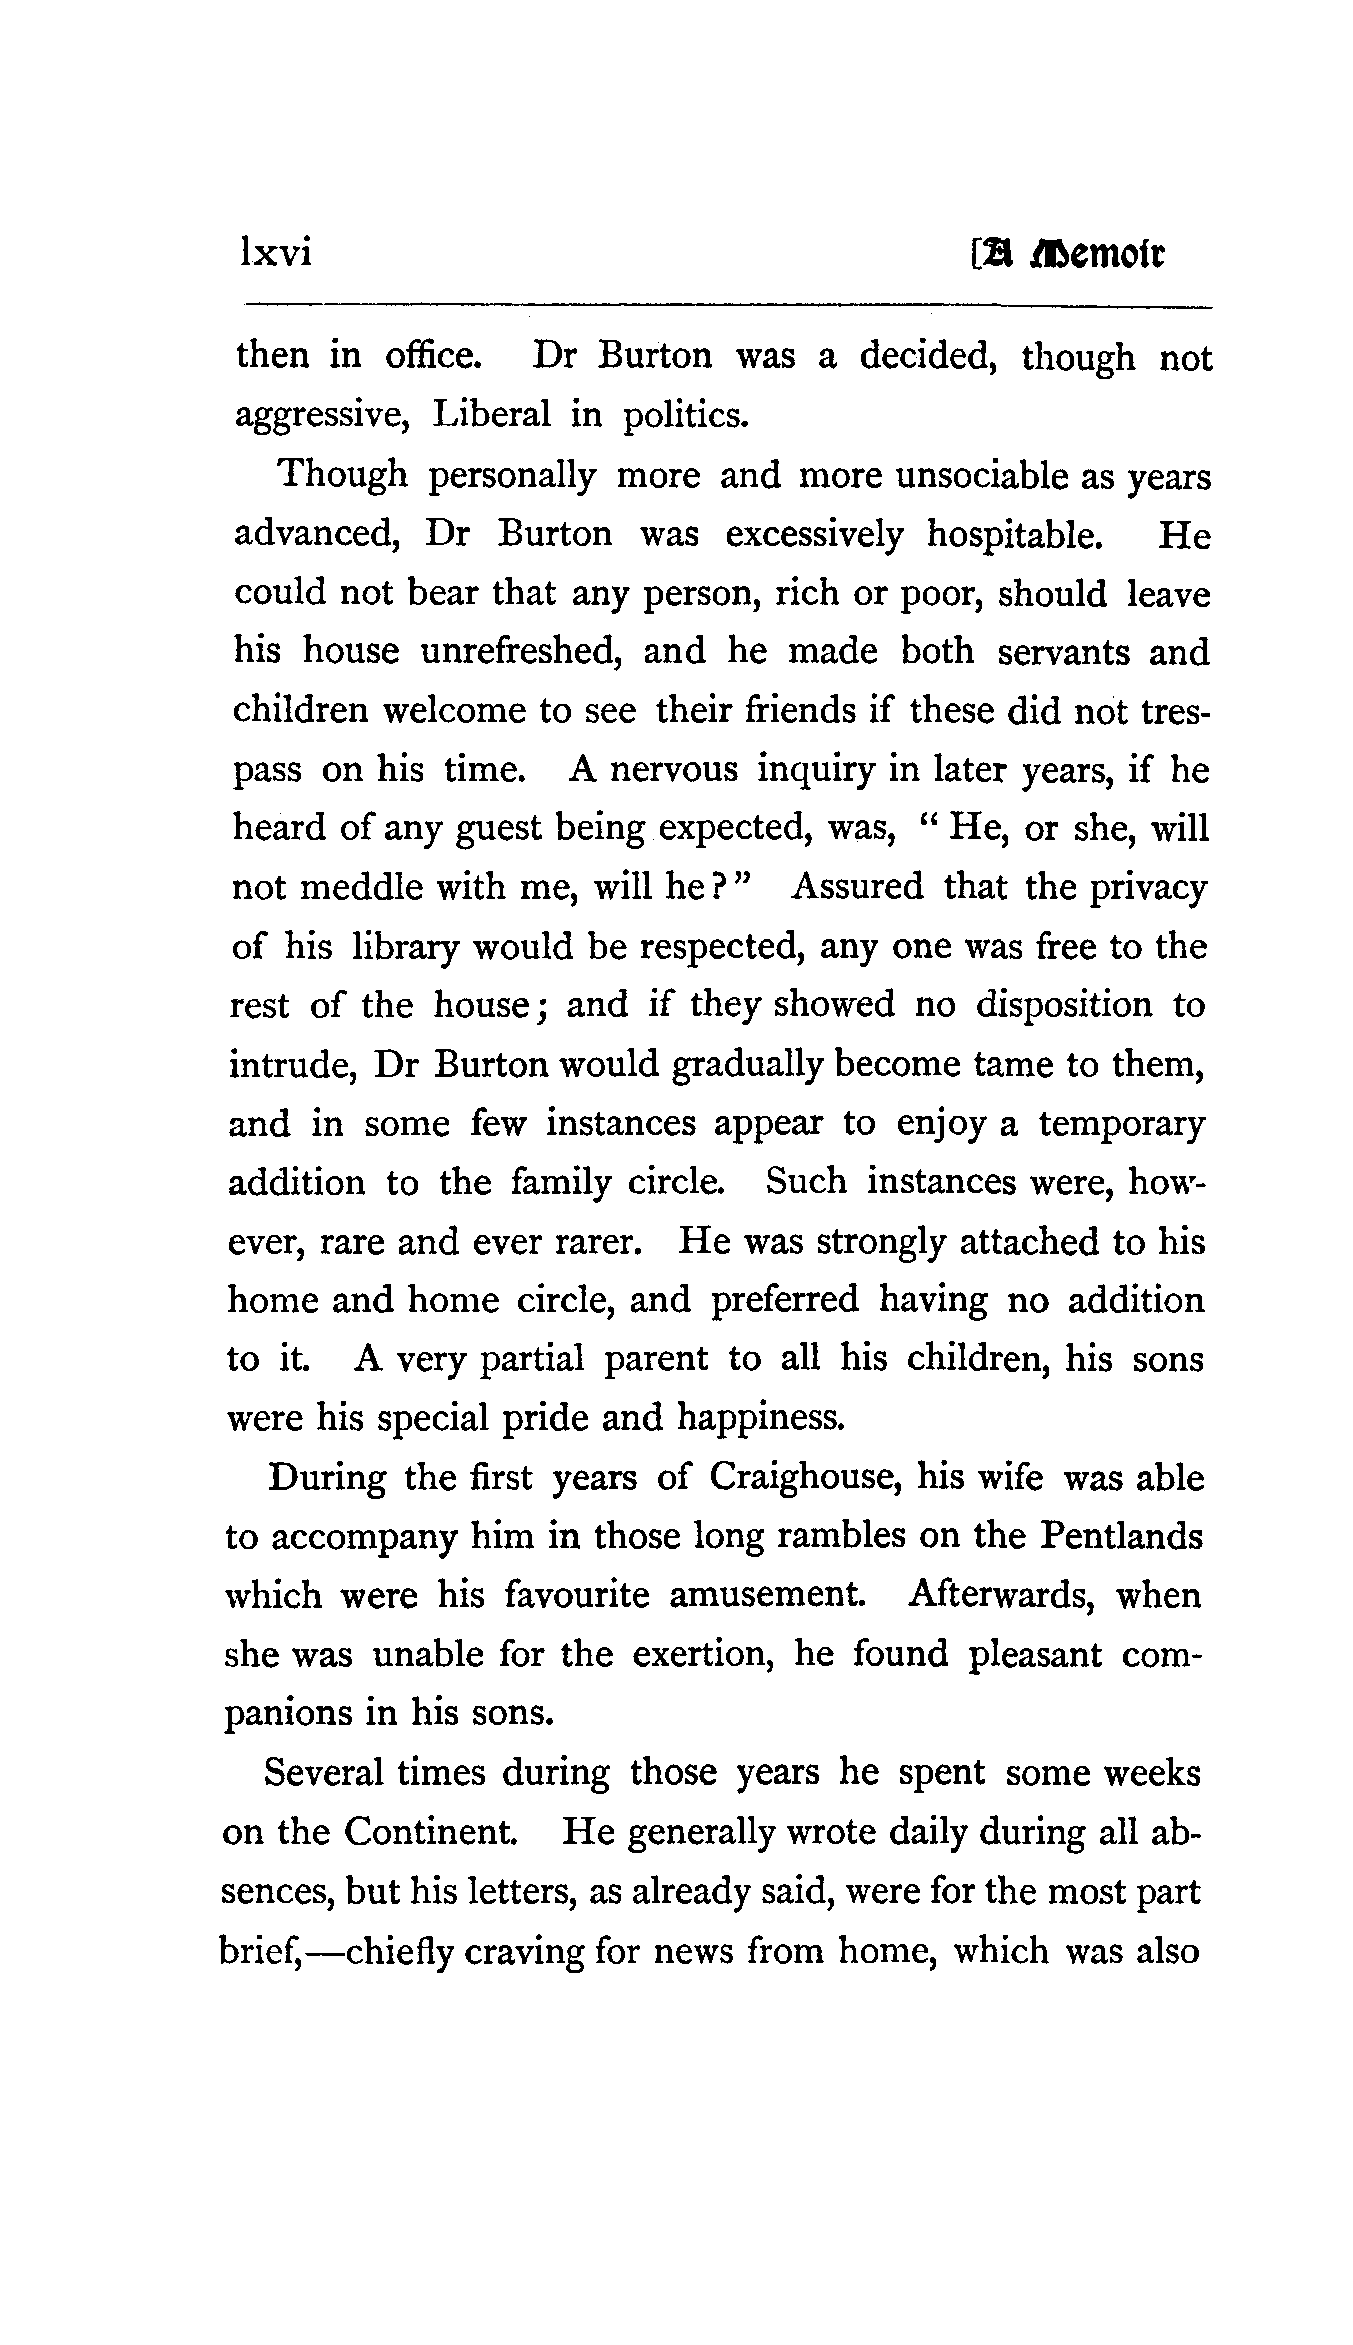 lxvi [A Memoir
then in office. Dr Burton was a decided, though not
aggressive, Liberal in politics.
Though personally more and more unsociable as years
advanced, Dr Burton was excessively hospitable. He
could not bear that any person, rich or poor, should leave
his house unrefreshed, and he made both servants and
children welcome to see their friends if these did not tres-
pass on his time. A nervous inquiry in later years, if he
heard of any guest being expected, was, “ He, or she, will
not meddle with me, will he?” Assured that the privacy
of his library would be respected, any one was free to the
rest of the house; and if they showed no disposition to
intrude, Dr Burton would gradually become tame to them,
and in some few instances appear to enjoy a temporary
addition to the family circle. Such instances were, how-
ever, rare and ever rarer. He was strongly attached to his
home and home circle, and preferred having no addition
to it. A very partial parent to all his children, his sons
were his special pride and happiness.
During the first years of Craighouse, his wife was able
to accompany him in those long rambles on the Pentlands
which were his favourite amusement. Afterwards, when
she was unable for the exertion, he found pleasant com-
panions in his sons.
Several times during those years he spent some weeks
on the Continent. He generally wrote daily during all ab-
sences, but his letters, as already said, were for the most part
brief,—chiefly craving for news from home, which was also